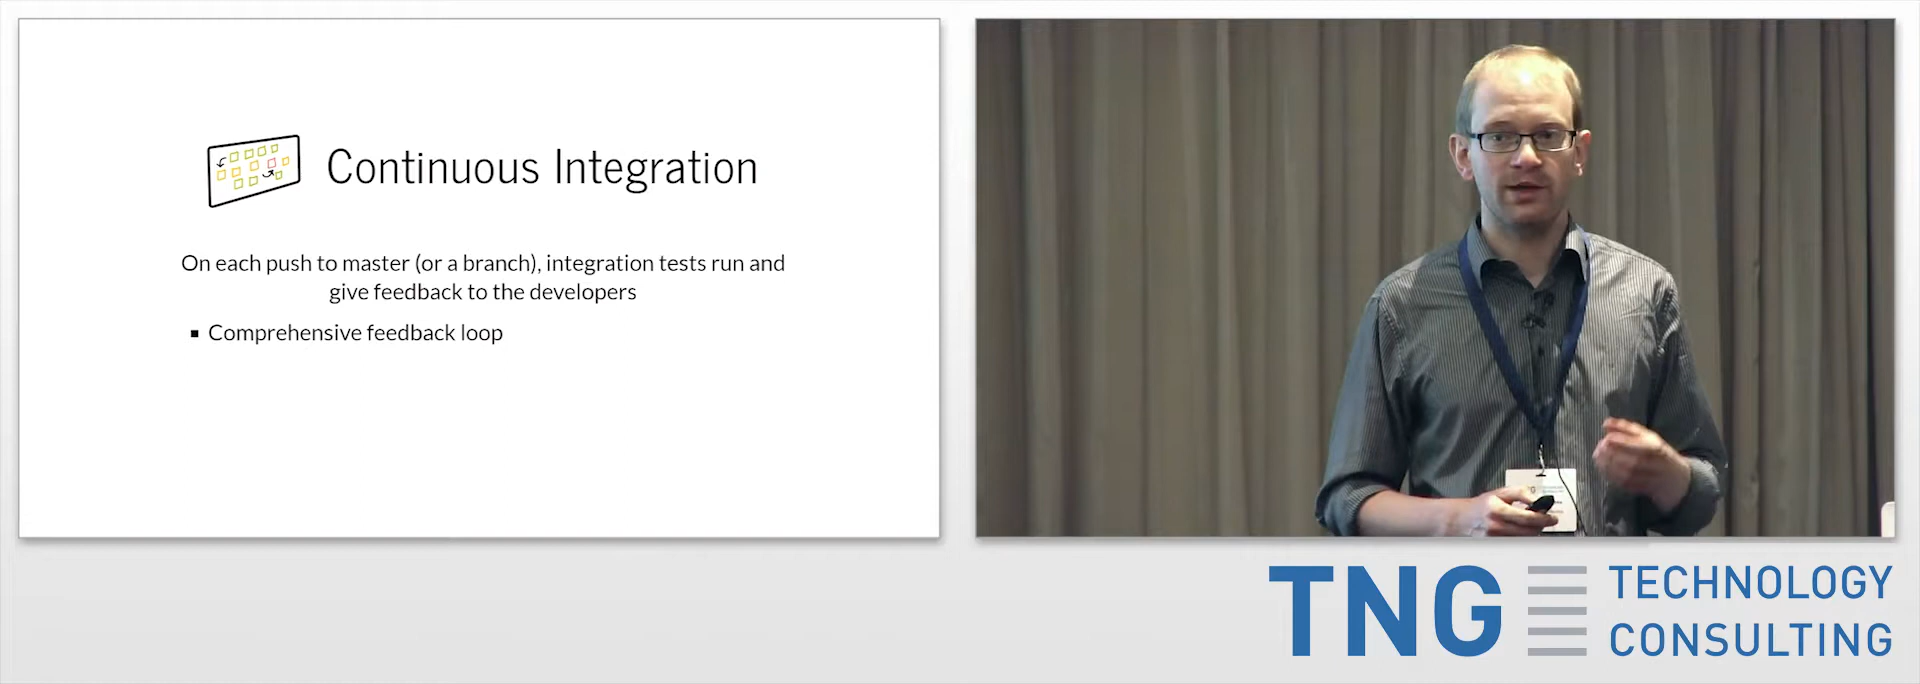 Continuous Integration
On each push to master (or a branch), integration tests run and
give feedback to the developers
▪ Comprehensive feedback loop
TNG TECHNOLOGY
CONSULTING